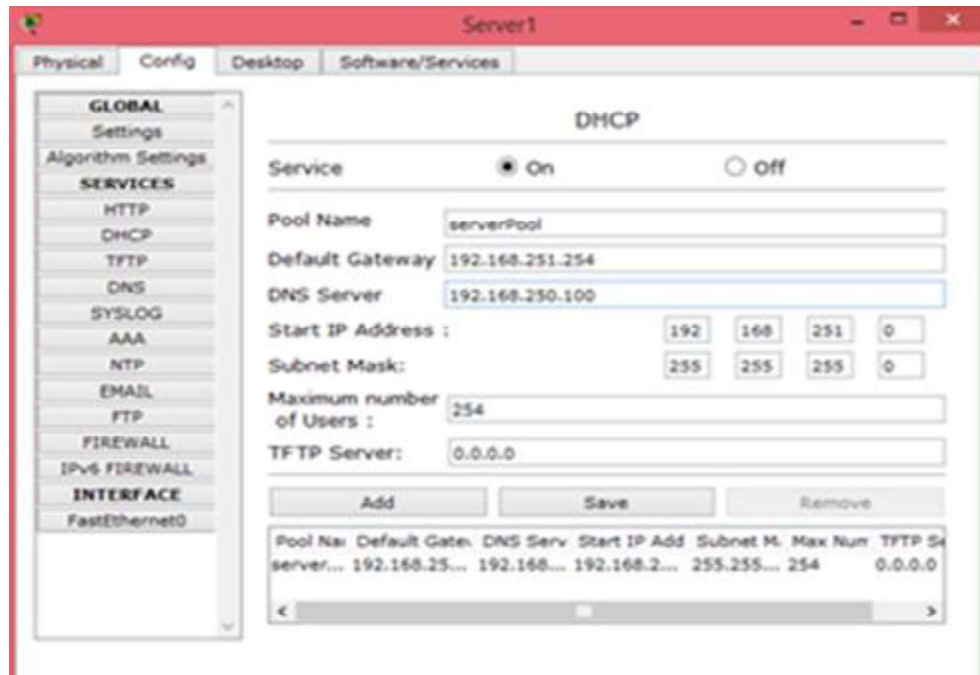 Server1
Physical Config Desktop Software/Services
GLOBAL
Settings
Algorithm Settings
SERVICES
HTTP
DHCP
TFTP
DNS
SYSLOG
AAA
NTP
EMAIL
FTP
FIREWALL
IPv6 FIREWALL
INTERFACE
FastEthernet0
DHCP
Service On Off
Pool Name serverPool
Default Gateway 192.168.251.254
DNS Server 192.168.250.100
Start IP Address : 192 168 251 0
Subnet Mask: 255 255 255 0
Maximum number
of Users : 254
TFTP Server: 0.0.0.0
Add Save Remove
Pool Nai Default Gatew DNS Serv Start IP Add Subnet M. Max Num TFTP Se
server... 192.168.25... 192.168... 192.168.2... 255.255... 254 0.0.0.0